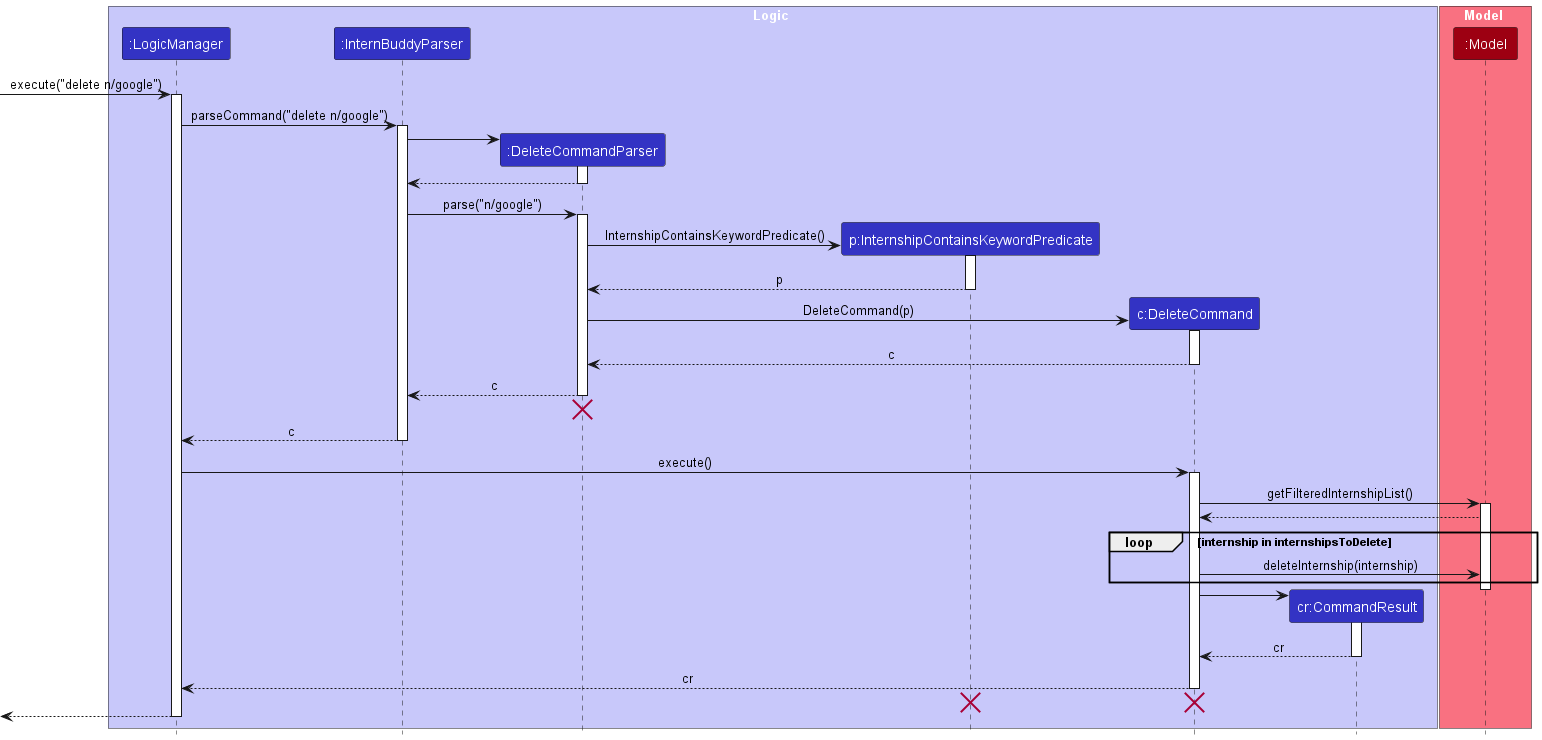 Logic
Model
:LogicManager
:InternBuddyParser
:Model
execute("delete n/google")
parseCommand("delete n/google")
:DeleteCommandParser
parse("n/google")
InternshipContainsKeywordPredicate()
p:InternshipContainsKeywordPredicate
p
DeleteCommand(p)
c:DeleteCommand
c
c
c
execute()
getFilteredInternshipList()
loop
[internship in internshipsToDelete]
deleteInternship(internship)
cr:CommandResult
cr
cr